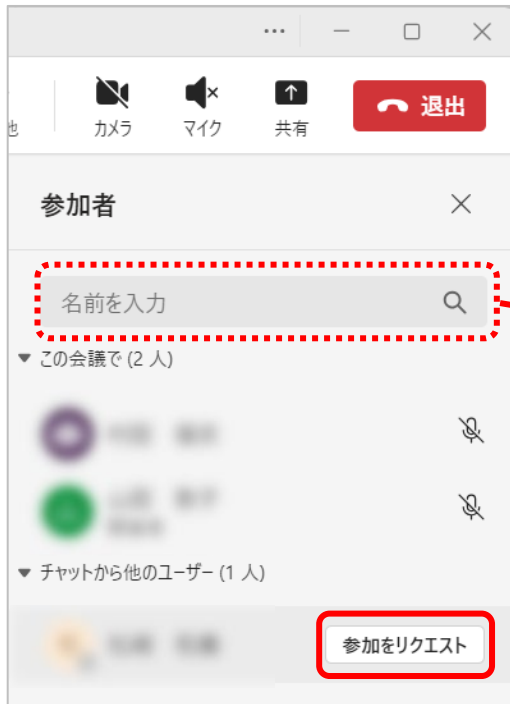 カメラ
マイク
共有
退出
参加者
名前を入力
この会議で (2 人)
チャットから他のユーザー (1 人)
参加をリクエスト